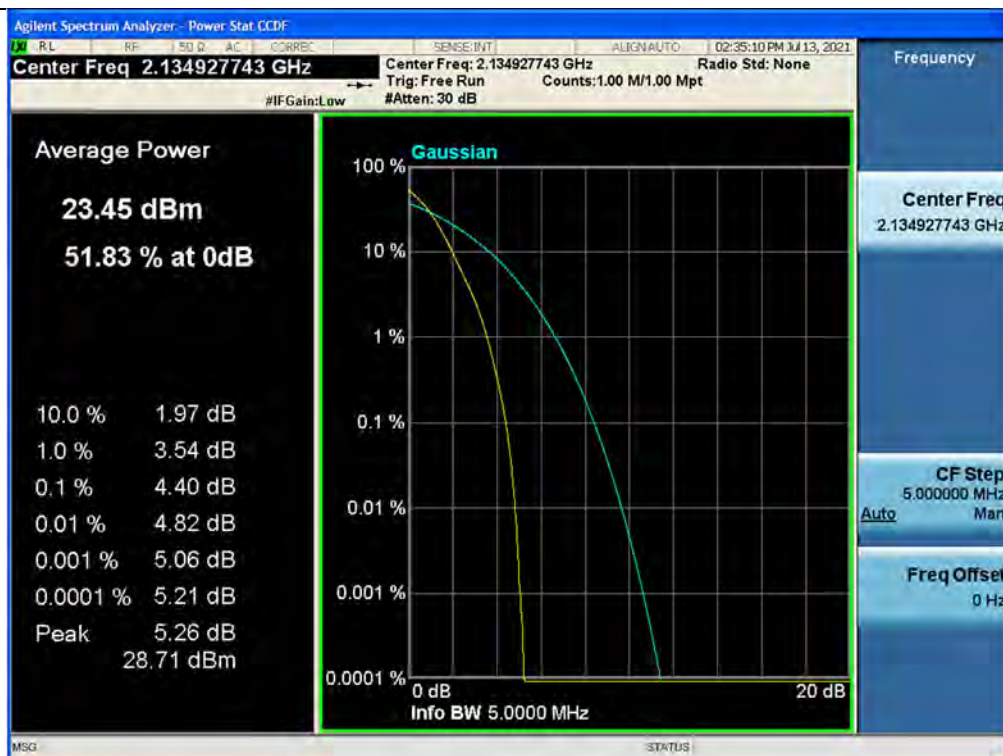 Agilent Spectrum Analyzer - Power Stat CCDF
LXI RL RF 50 Ω AC CORREC SENSE:INT ALIGN AUTO 02:35:10 PM Jul 13, 2021
Center Freq 2.134927743 GHz
Center Freq: 2.134927743 GHz Radio Std: None
Trig: Free Run Counts:1.00 M/1.00 Mpt
#IFGain:Low #Atten: 30 dB
Average Power
23.45 dBm
51.83 % at 0dB
10.0 % 1.97 dB
1.0 % 3.54 dB
0.1 % 4.40 dB
0.01 % 4.82 dB
0.001 % 5.06 dB
0.0001 % 5.21 dB
Peak 5.26 dB
28.71 dBm
Gaussian
100 %
10 %
1 %
0.1 %
0.01 %
0.001 %
0.0001 %
0 dB 20 dB
Info BW 5.0000 MHz
Frequency
Center Freq
2.134927743 GHz
CF Step
5.000000 MHz
Auto Man
Freq Offset
0 Hz
MSG STATUS